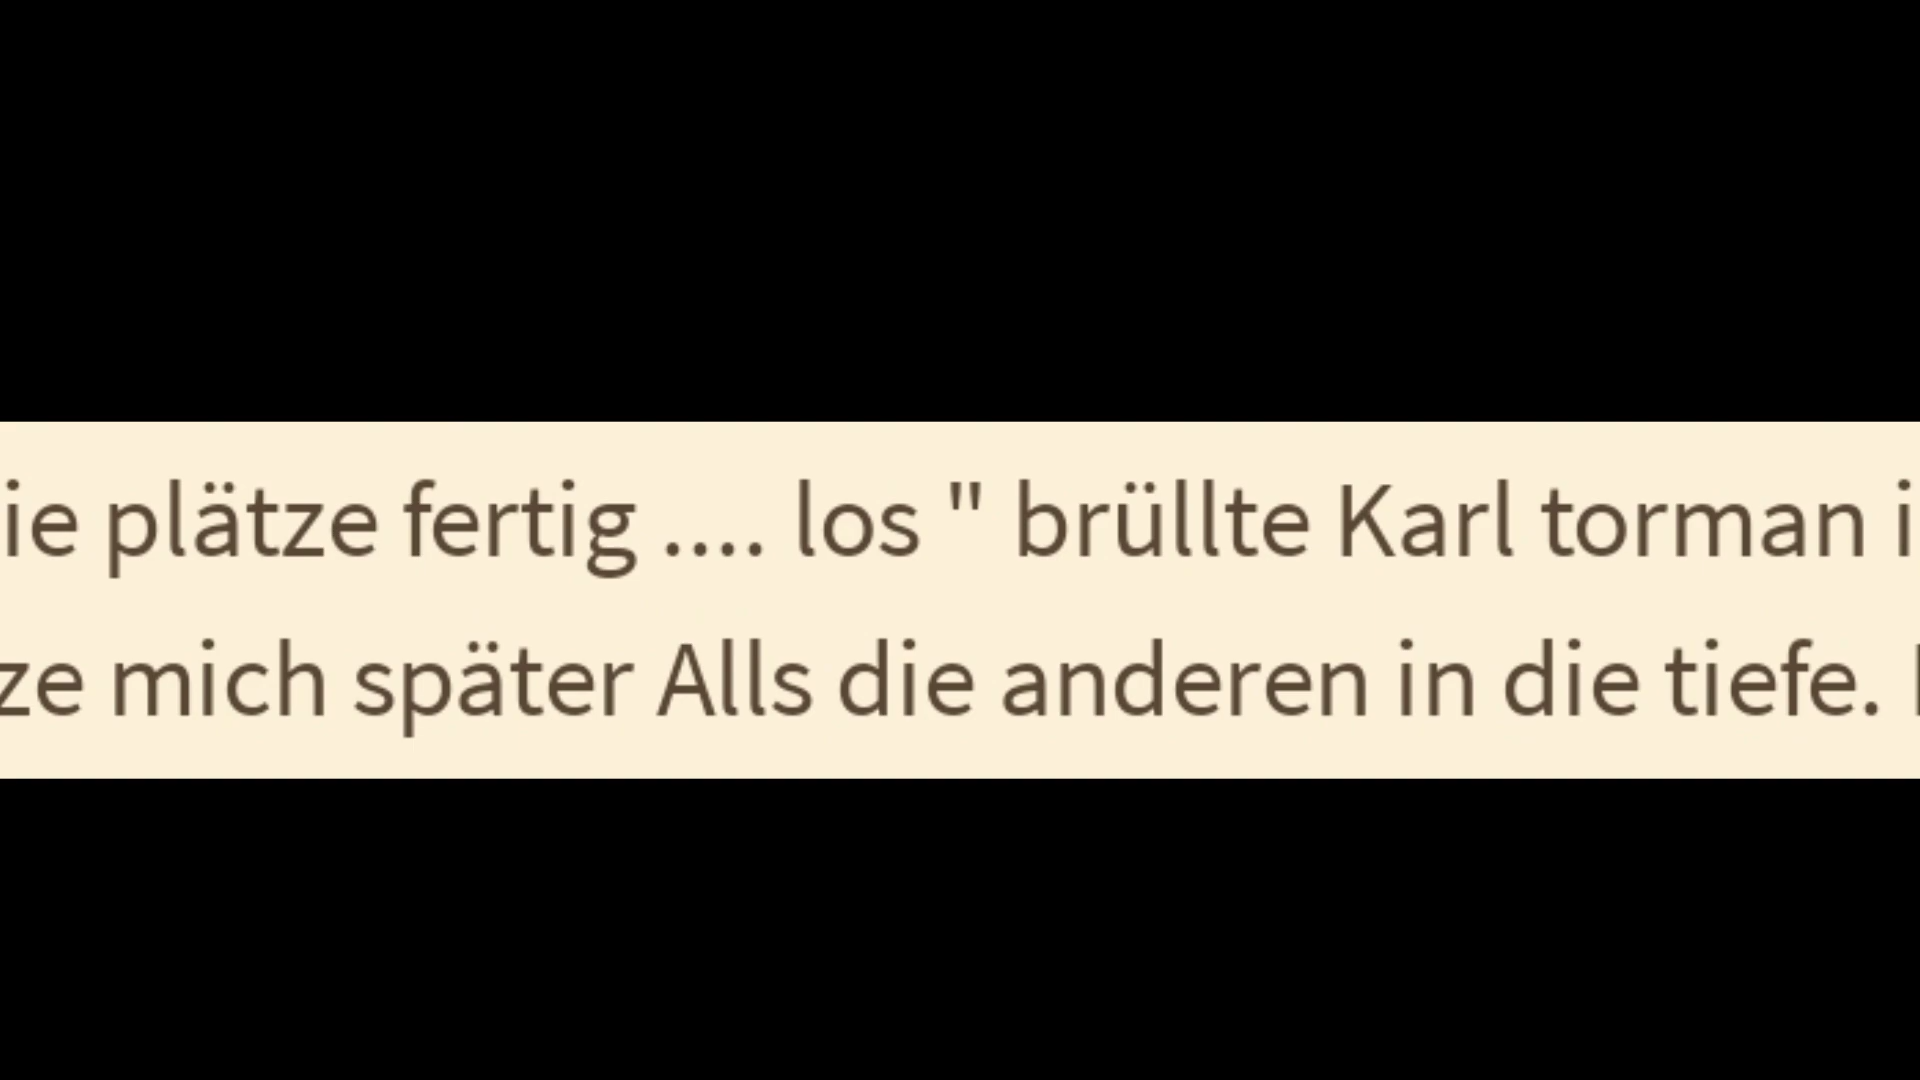 ie plätze fertig .... los " brüllte Karl torman i
ze mich später Alls die anderen in die tiefe.